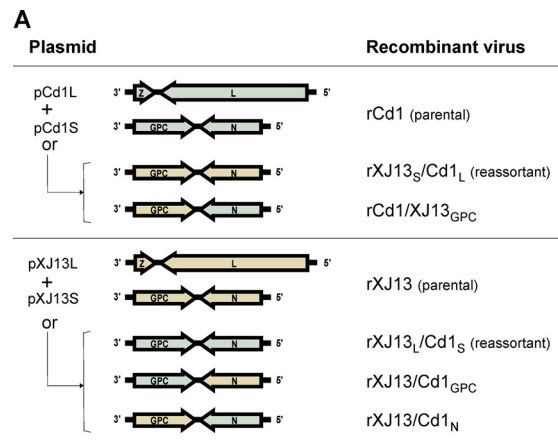 A
Plasmid Recombinant virus
pCd1L
+
pCd1S
or
3' Z L 5'
3' GPC N 5'
rCd1 (parental)
3' GPC N 5' rXJ13S/Cd1L (reassortant)
3' GPC N 5' rCd1/XJ13GPC
pXJ13L
+
pXJ13S
or
3' Z L 5'
3' GPC N 5'
rXJ13 (parental)
3' GPC N 5' rXJ13L/Cd1S (reassortant)
3' GPC N 5' rXJ13/Cd1GPC
3' GPC N 5' rXJ13/Cd1N